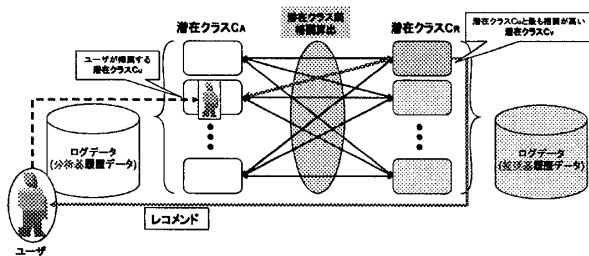 潜在クラスCA
潜在クラス間
相関算出
潜在クラスCR
潜在クラスCuと最も相関が高い
潜在クラスCv
ユーザが帰属する
潜在クラスCu
ログデータ
履歴データ)
ログデータ
履歴データ)
レコメンド
ユーザ